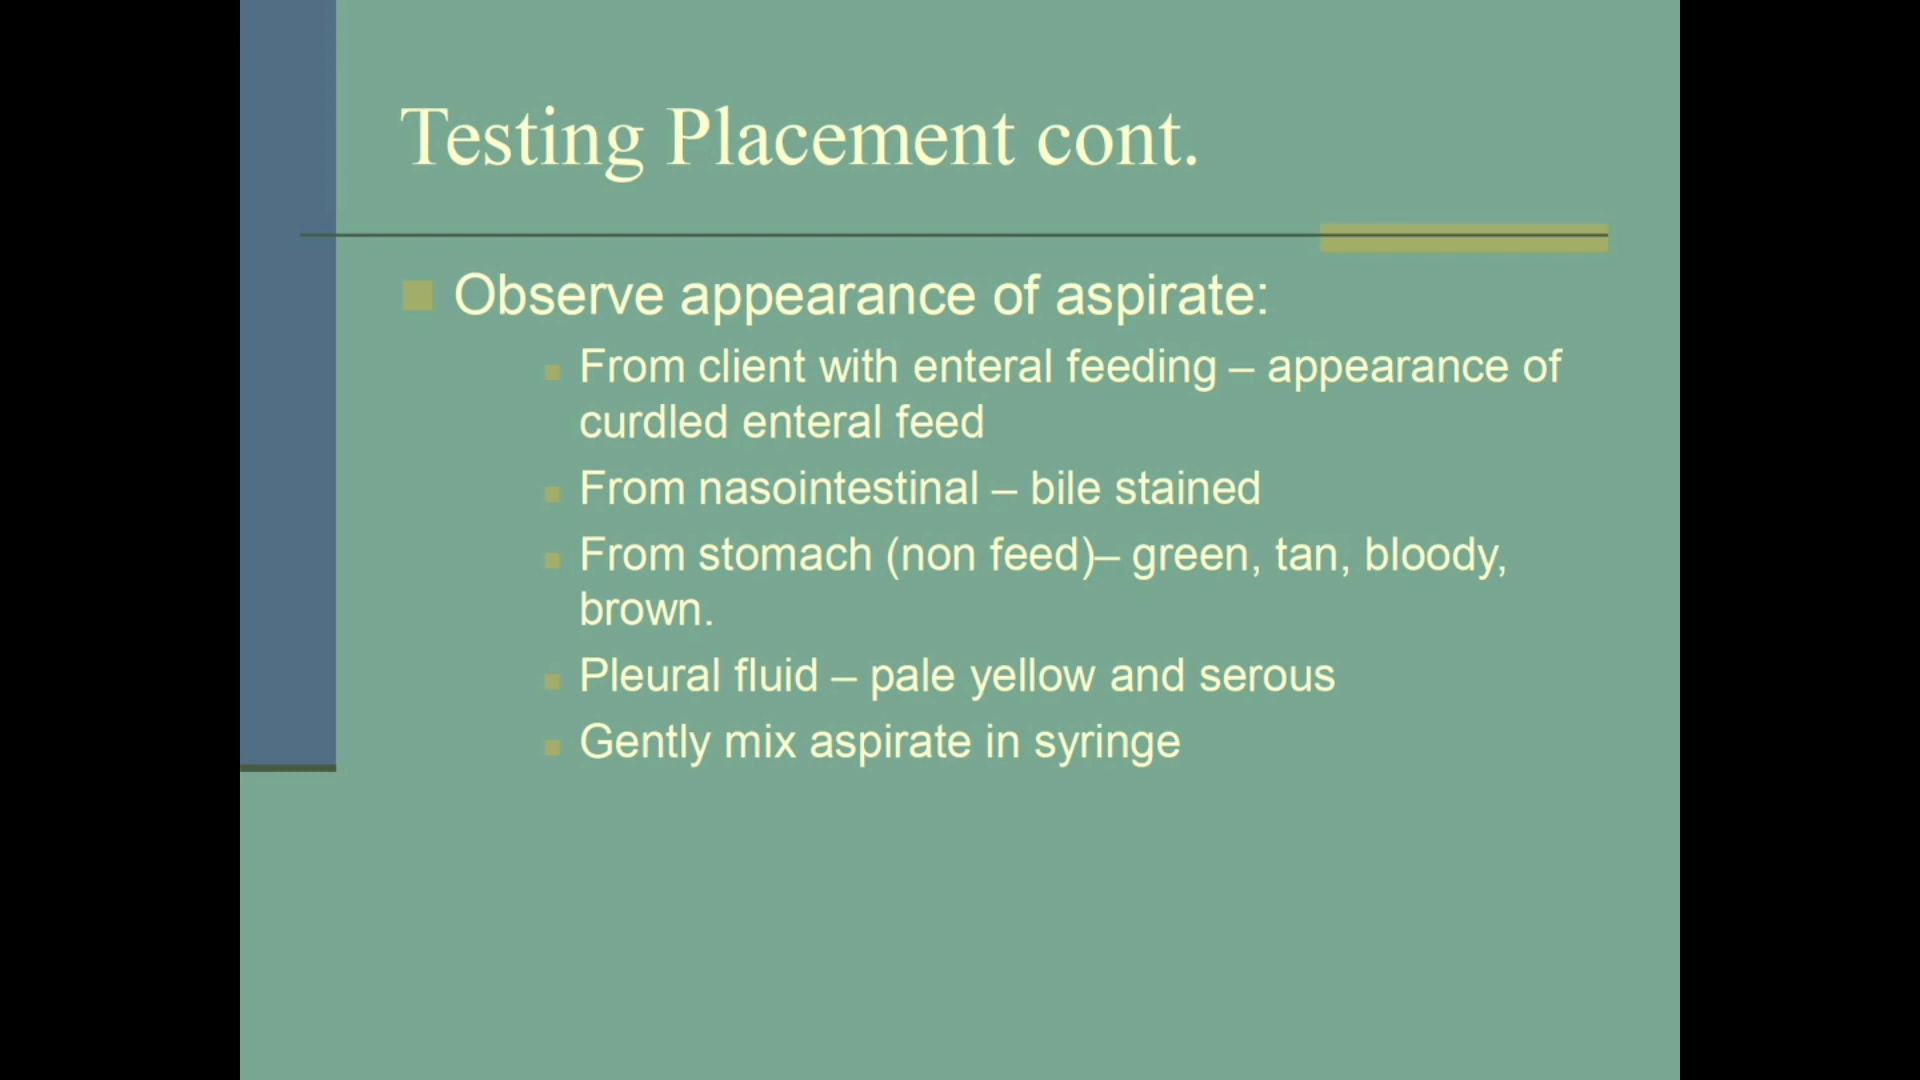 Testing Placement cont.
Observe appearance of aspirate:
From client with enteral feeding – appearance of
curdled enteral feed
From nasointestinal – bile stained
From stomach (non feed)– green, tan, bloody,
brown.
Pleural fluid – pale yellow and serous
Gently mix aspirate in syringe